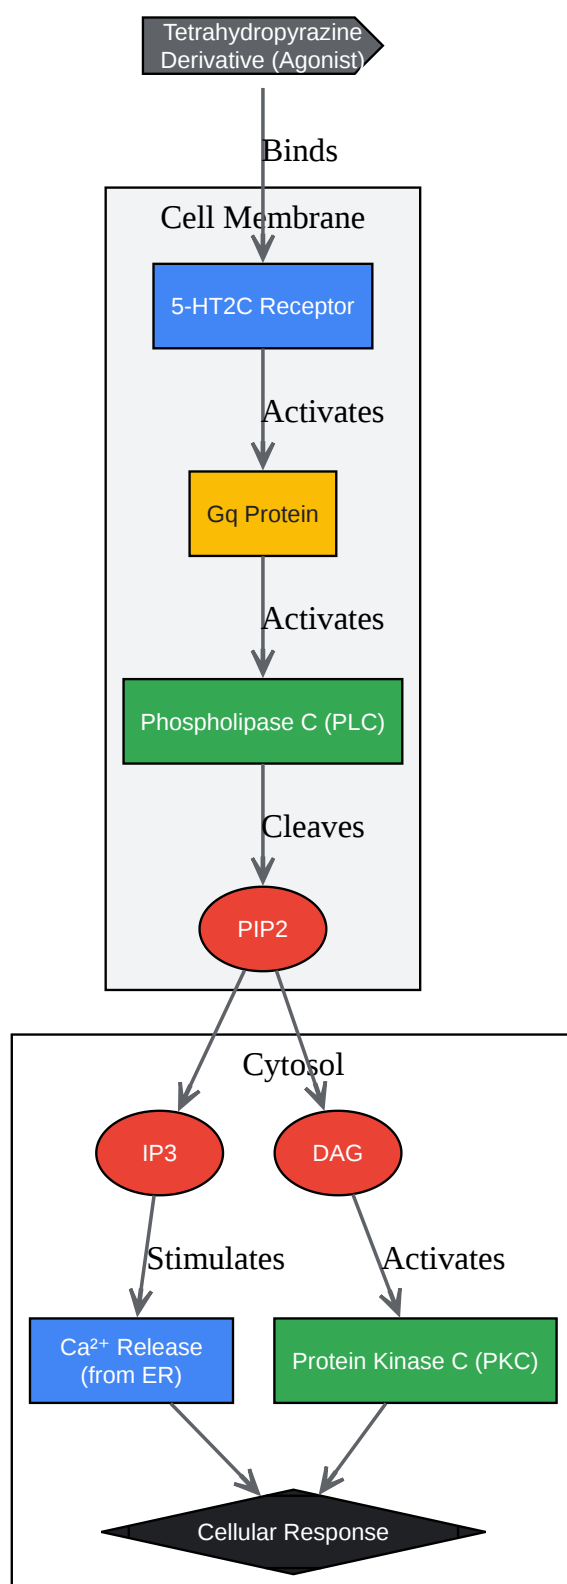 Tetrahydropyrazine
Derivative (Agonist)
Binds
Cell Membrane
5-HT2C Receptor
Activates
Gq Protein
Activates
Phospholipase C (PLC)
Cleaves
PIP2
Cytosol
IP3
DAG
Stimulates
Activates
Ca²⁺ Release
(from ER)
Protein Kinase C (PKC)
Cellular Response